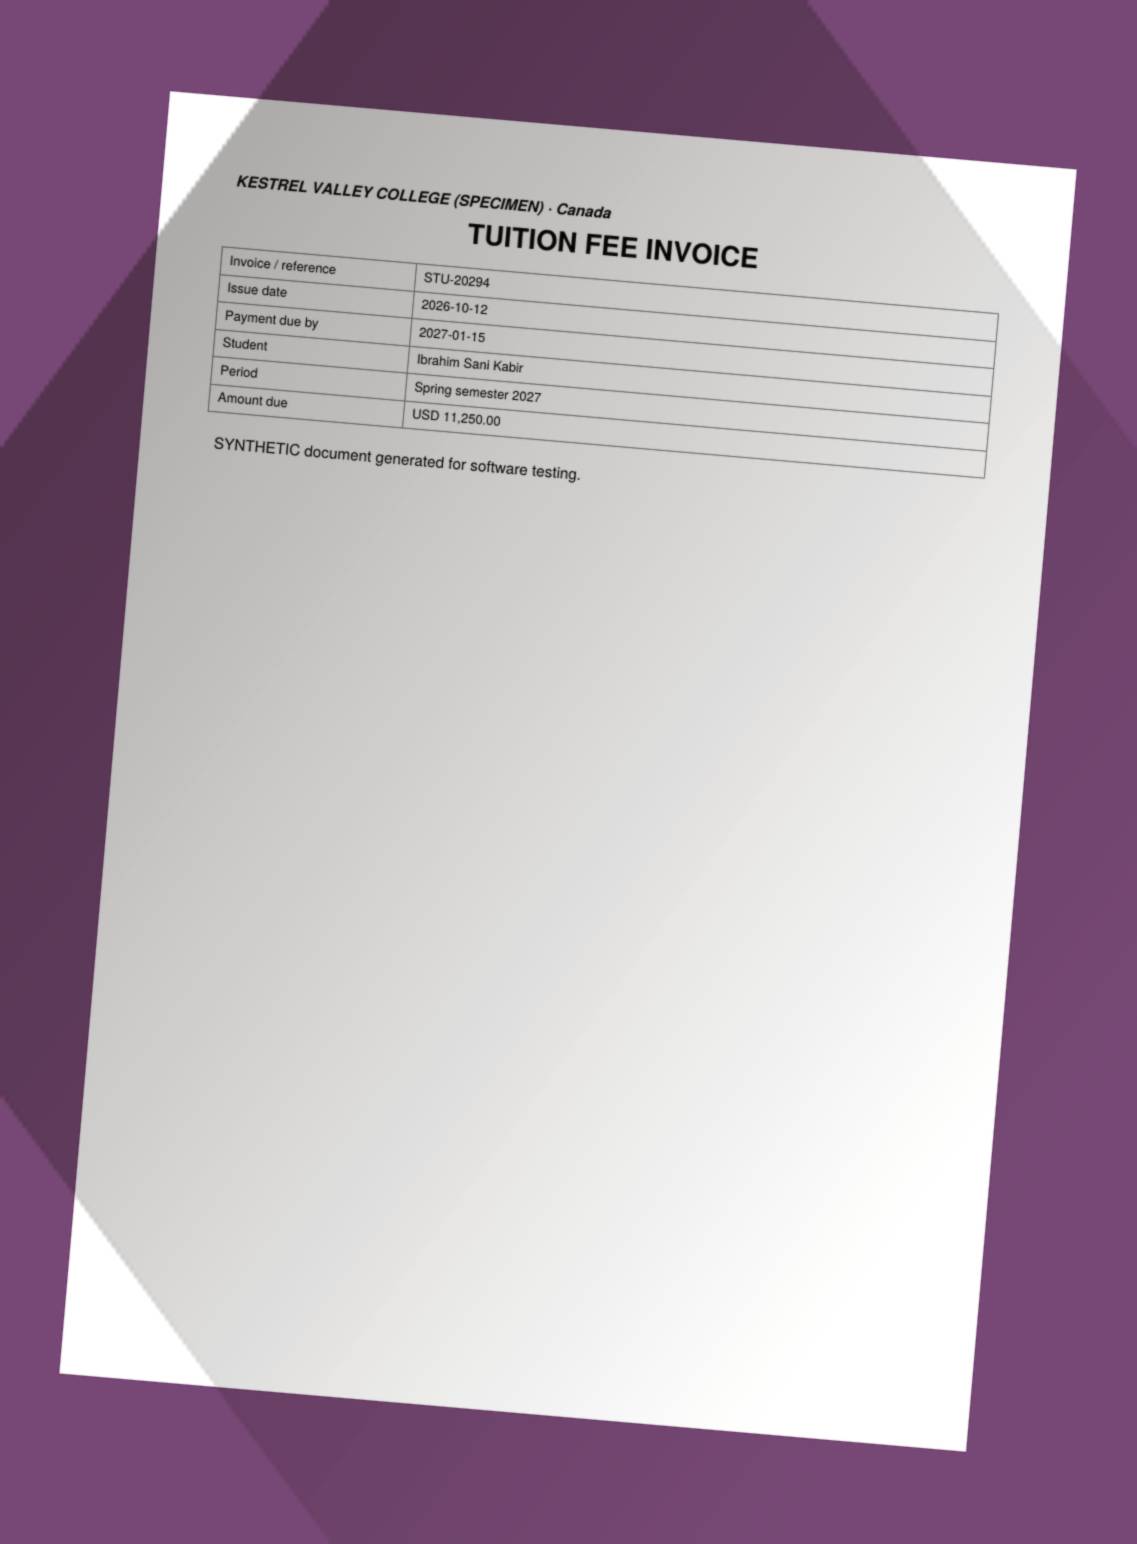 KESTREL VALLEY COLLEGE (SPECIMEN) · Canada
TUITION FEE INVOICE
Invoice / reference STU-20294
Issue date 2026-10-12
Payment due by 2027-01-15
Student Ibrahim Sani Kabir
Period Spring semester 2027
Amount due USD 11,250.00
SYNTHETIC document generated for software testing.